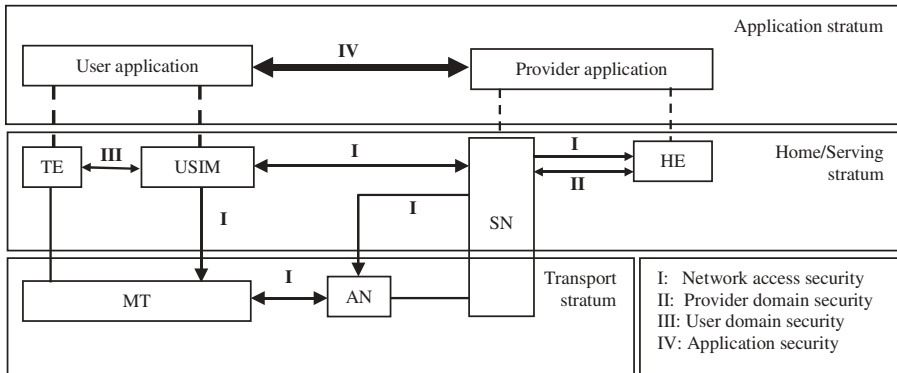 Application stratum
IV
User application
Provider application
Home/Serving
stratum
III
I
I
TE
USIM
HE
II
I
I
SN
Transport
stratum
I
MT
AN
I: Network access security
II: Provider domain security
III: User domain security
IV: Application security